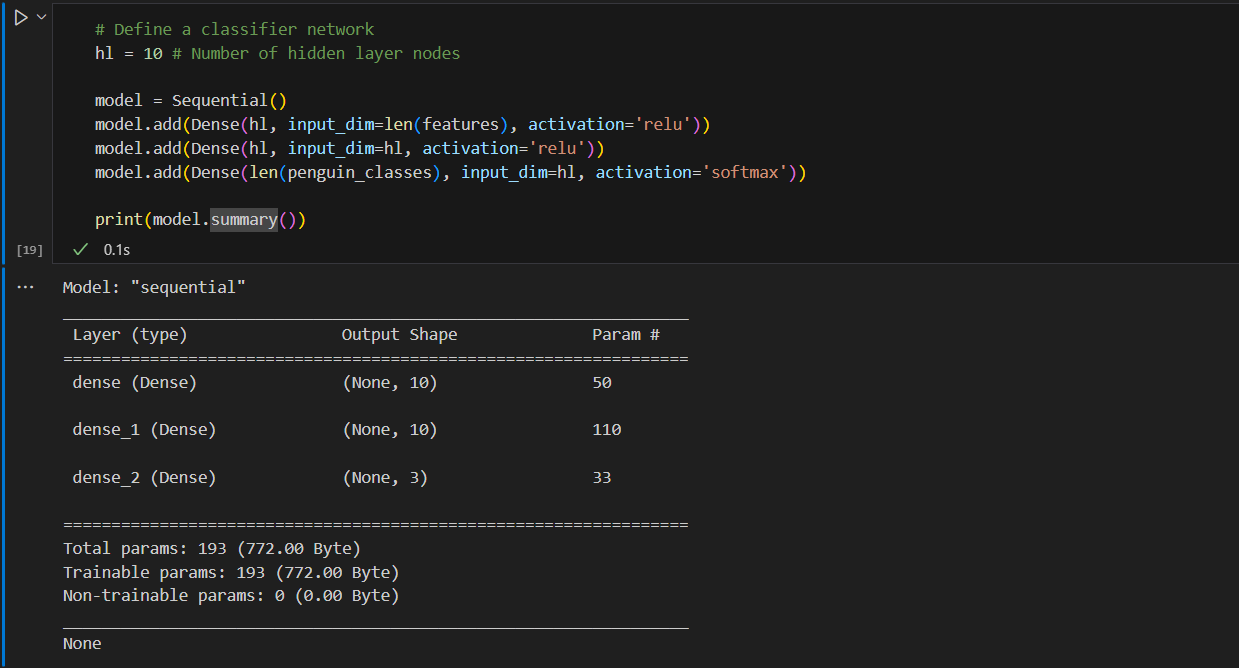 # Define a classifier network
hl = 10 # Number of hidden layer nodes
model = Sequential()
model.add(Dense(hl, input_dim=len(features), activation='relu'))
model.add(Dense(hl, input_dim=hl, activation='relu'))
model.add(Dense(len(penguin_classes), input_dim=hl, activation='softmax'))
print(model.summary())
[19] 0.1s
Model: "sequential"
_________________________________________________________________
Layer (type) Output Shape Param #
=================================================================
dense (Dense) (None, 10) 50
dense_1 (Dense) (None, 10) 110
dense_2 (Dense) (None, 3) 33
=================================================================
Total params: 193 (772.00 Byte)
Trainable params: 193 (772.00 Byte)
Non-trainable params: 0 (0.00 Byte)
_________________________________________________________________
None